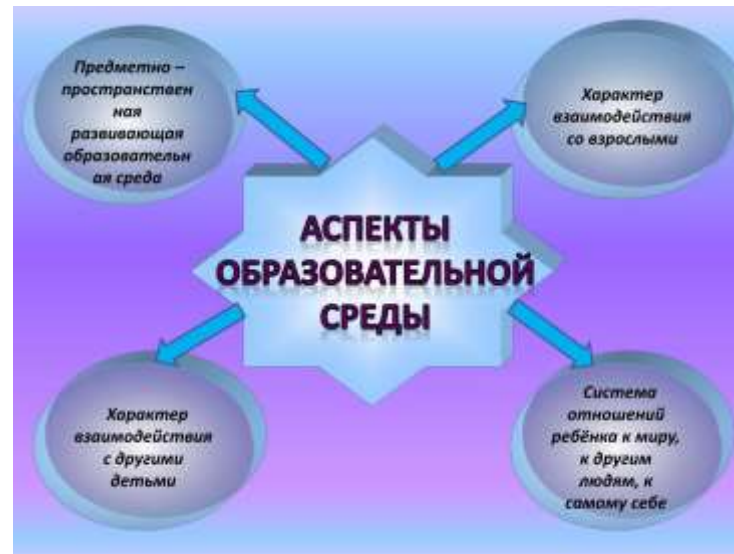 Предметно –
пространствен
ная
развивающая
образовательн
ая среда
Характер
взаимодействия
со взрослыми
АСПЕКТЫ
ОБРАЗОВАТЕЛЬНОЙ
СРЕДЫ
Характер
взаимодействия
с другими
детьми
Система
отношений
ребёнка к миру,
к другим
людям, к
самому себе